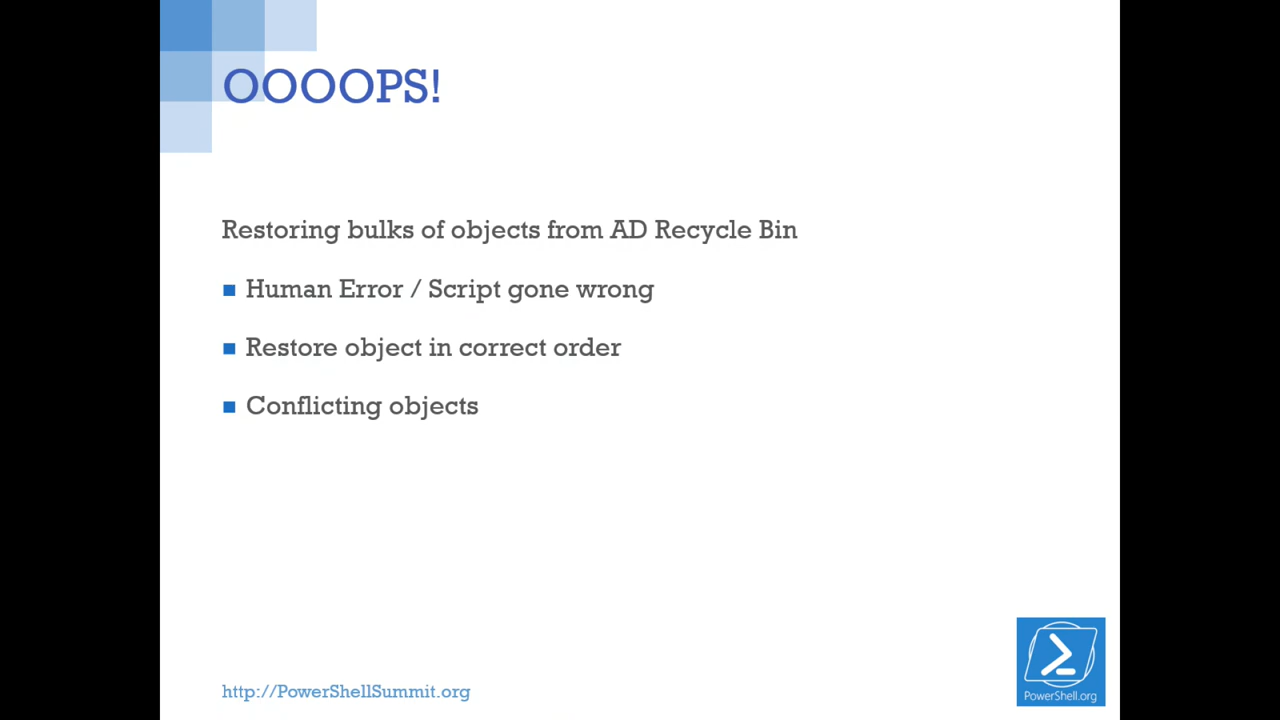 OOOOPS!
Restoring bulks of objects from AD Recycle Bin
Human Error / Script gone wrong
Restore object in correct order
Conflicting objects
http://PowerShellSummit.org
PowerShell.org